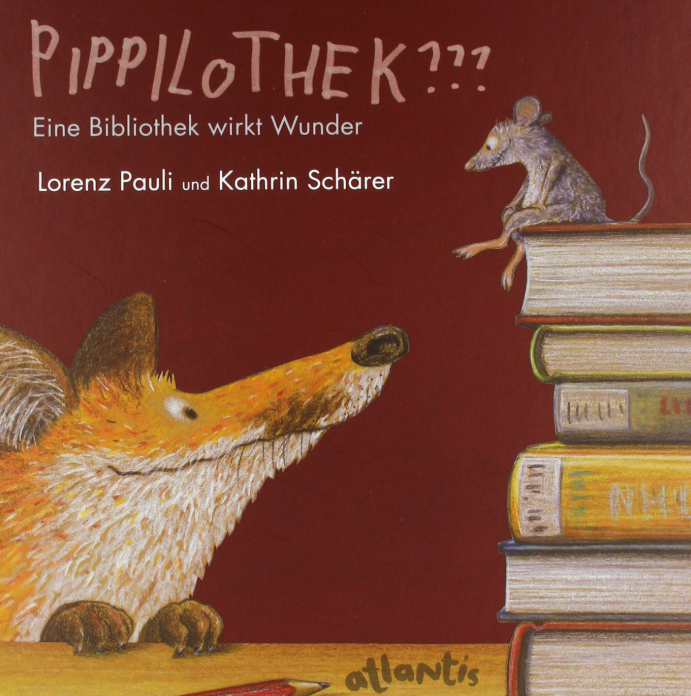 PIPPILOTHEK???
Eine Bibliothek wirkt Wunder
Lorenz Pauli und Kathrin Schärer
atlantis